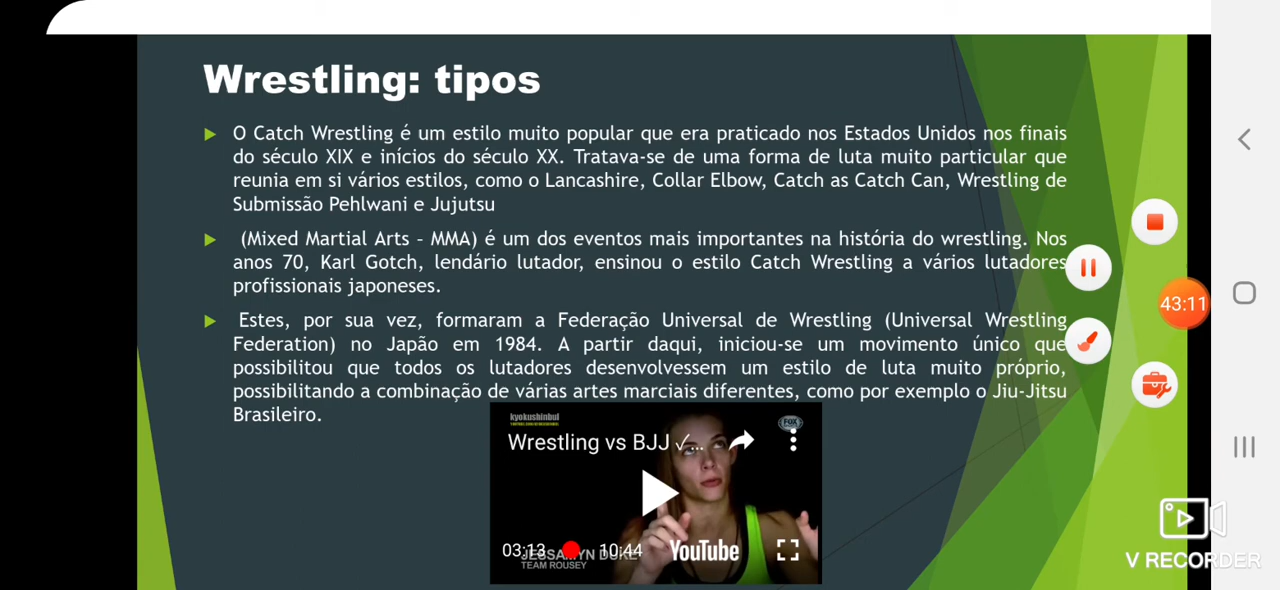 Wrestling: tipos
O Catch Wrestling é um estilo muito popular que era praticado nos Estados Unidos nos finais
do século XIX e inícios do século XX. Tratava-se de uma forma de luta muito particular que
reunia em si vários estilos, como o Lancashire, Collar Elbow, Catch as Catch Can, Wrestling de
Submissão Pehlwani e Jujutsu
(Mixed Martial Arts – MMA) é um dos eventos mais importantes na história do wrestling. Nos
anos 70, Karl Gotch, lendário lutador, ensinou o estilo Catch Wrestling a vários lutadores
profissionais japoneses.
Estes, por sua vez, formaram a Federação Universal de Wrestling (Universal Wrestling
Federation) no Japão em 1984. A partir daqui, iniciou-se um movimento único que
possibilitou que todos os lutadores desenvolvessem um estilo de luta muito próprio,
possibilitando a combinação de várias artes marciais diferentes, como por exemplo o Jiu-Jitsu
Brasileiro.
kyokushinbul
FOX
Wrestling vs BJJ ✓...
03:13 10:44 YouTube
JESSAMYN DUKE
TEAM ROUSEY
43:11
V RECORDER